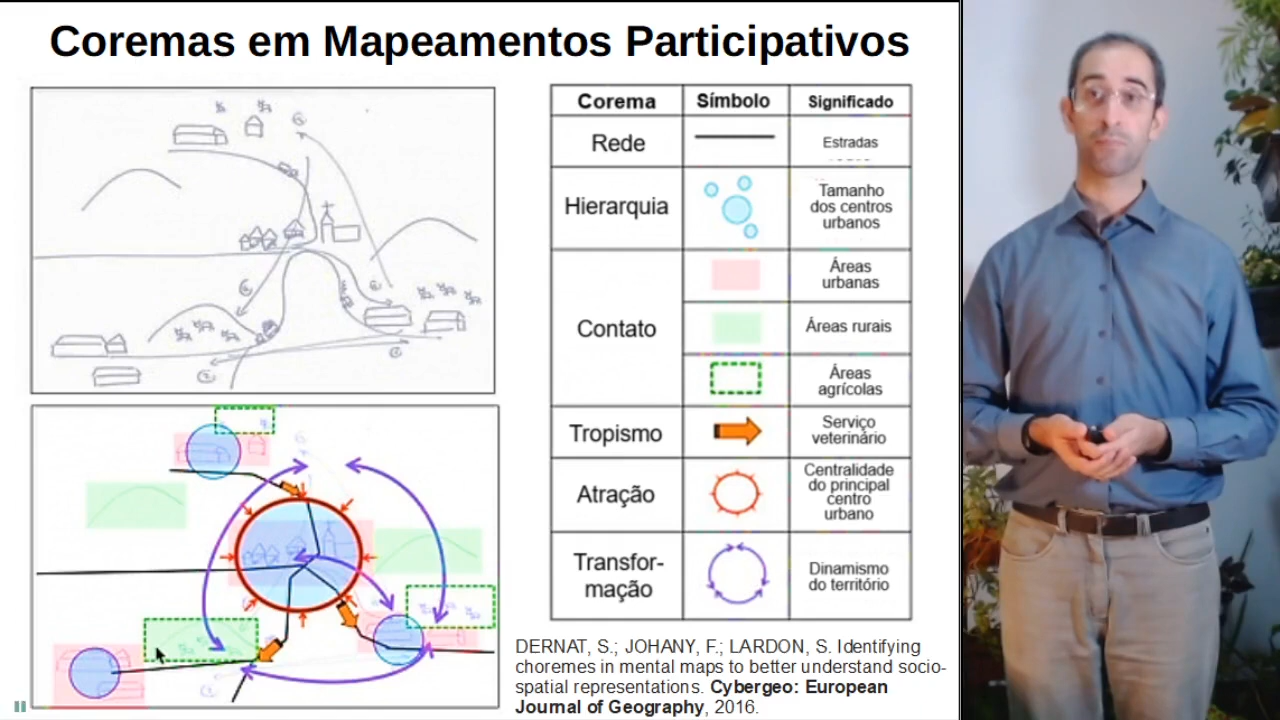 Coremas em Mapeamentos Participativos
Corema Símbolo Significado
Rede Estradas
Hierarquia Tamanho
dos centros
urbanos
Contato Áreas
urbanas
Áreas rurais
Áreas
agrícolas
Tropismo Serviço
veterinário
Atração Centralidade
do principal
centro
urbano
Transfor-
mação Dinamismo
do território
DERNAT, S.; JOHANY, F.; LARDON, S. Identifying
choremes in mental maps to better understand socio-
spatial representations. Cybergeo: European
Journal of Geography, 2016.